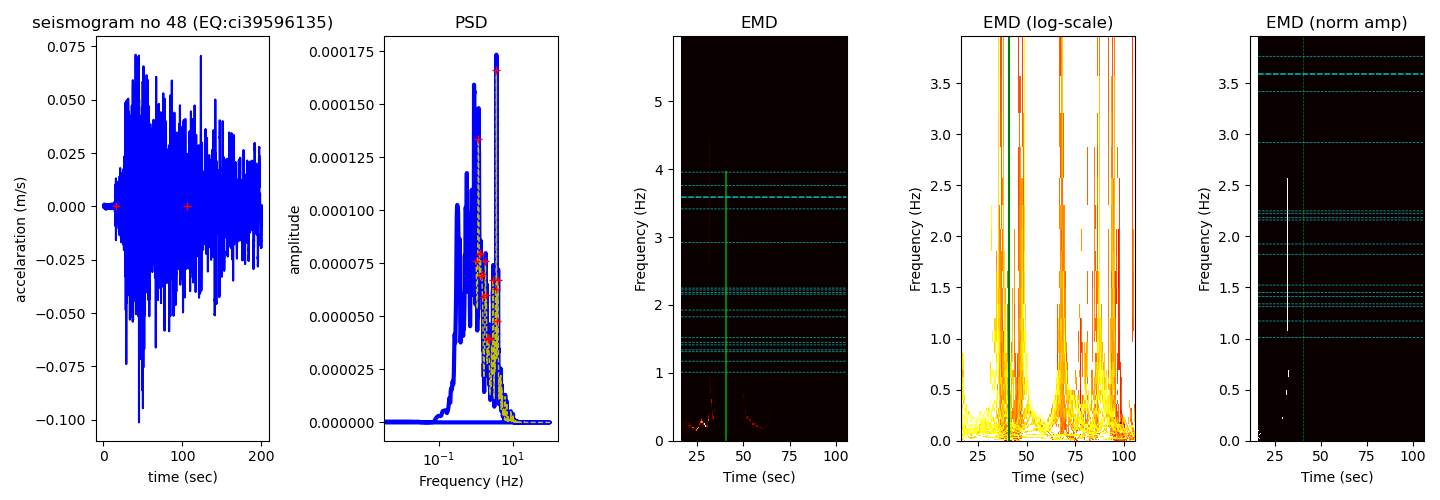 seismogram no 48 (EQ:ci39596135)
PSD
EMD
EMD (log-scale)
EMD (norm amp)
accelaration (m/s)
0.075
0.050
0.025
0.000
−0.025
−0.050
−0.075
−0.100
0 100 200
time (sec)
amplitude
0.000175
0.000150
0.000125
0.000100
0.000075
0.000050
0.000025
0.000000
10⁻¹ 10¹
Frequency (Hz)
Frequency (Hz)
5
4
3
2
1
0
25 50 75 100
Time (sec)
Frequency (Hz)
3.5
3.0
2.5
2.0
1.5
1.0
0.5
0.0
25 50 75 100
Time (sec)
Frequency (Hz)
3.5
3.0
2.5
2.0
1.5
1.0
0.5
0.0
25 50 75 100
Time (sec)